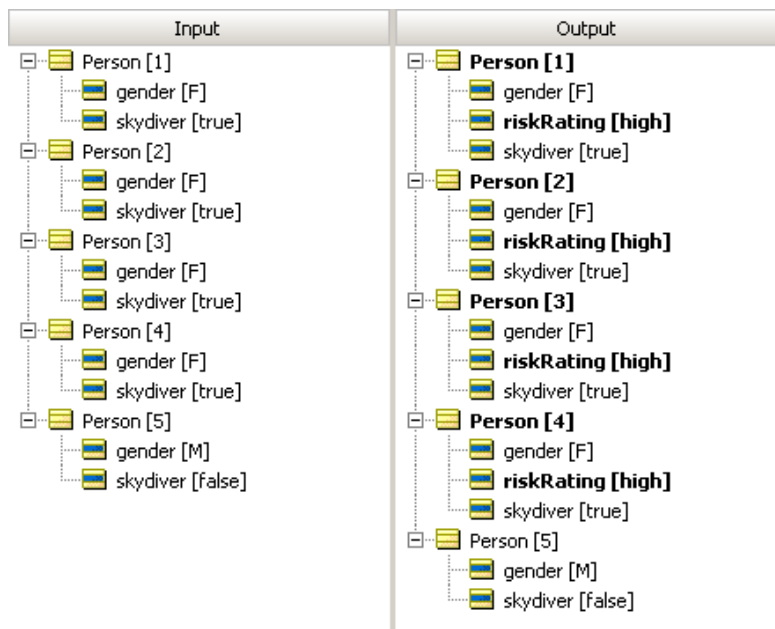 Input
Person [1]
gender [F]
skydiver [true]
Person [2]
gender [F]
skydiver [true]
Person [3]
gender [F]
skydiver [true]
Person [4]
gender [F]
skydiver [true]
Person [5]
gender [M]
skydiver [false]
Output
Person [1]
gender [F]
riskRating [high]
skydiver [true]
Person [2]
gender [F]
riskRating [high]
skydiver [true]
Person [3]
gender [F]
riskRating [high]
skydiver [true]
Person [4]
gender [F]
riskRating [high]
skydiver [true]
Person [5]
gender [M]
skydiver [false]